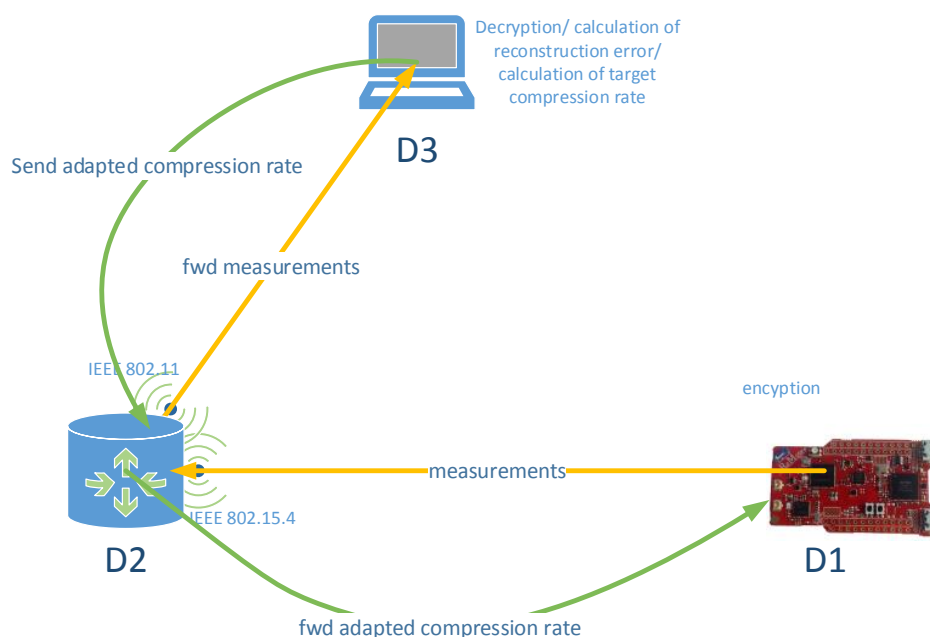 Decryption/ calculation of
reconstruction error/
calculation of target
compression rate
D3
Send adapted compression rate
fwd measurements
IEEE 802.11
encyption
measurements
IEEE 802.15.4
D2
D1
fwd adapted compression rate